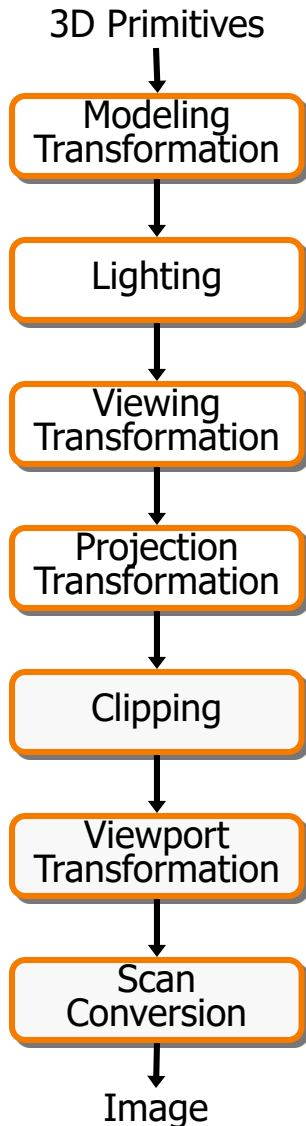 3D Primitives
Modeling
Transformation
Lighting
Viewing
Transformation
Projection
Transformation
Clipping
Viewport
Transformation
Scan
Conversion
Image